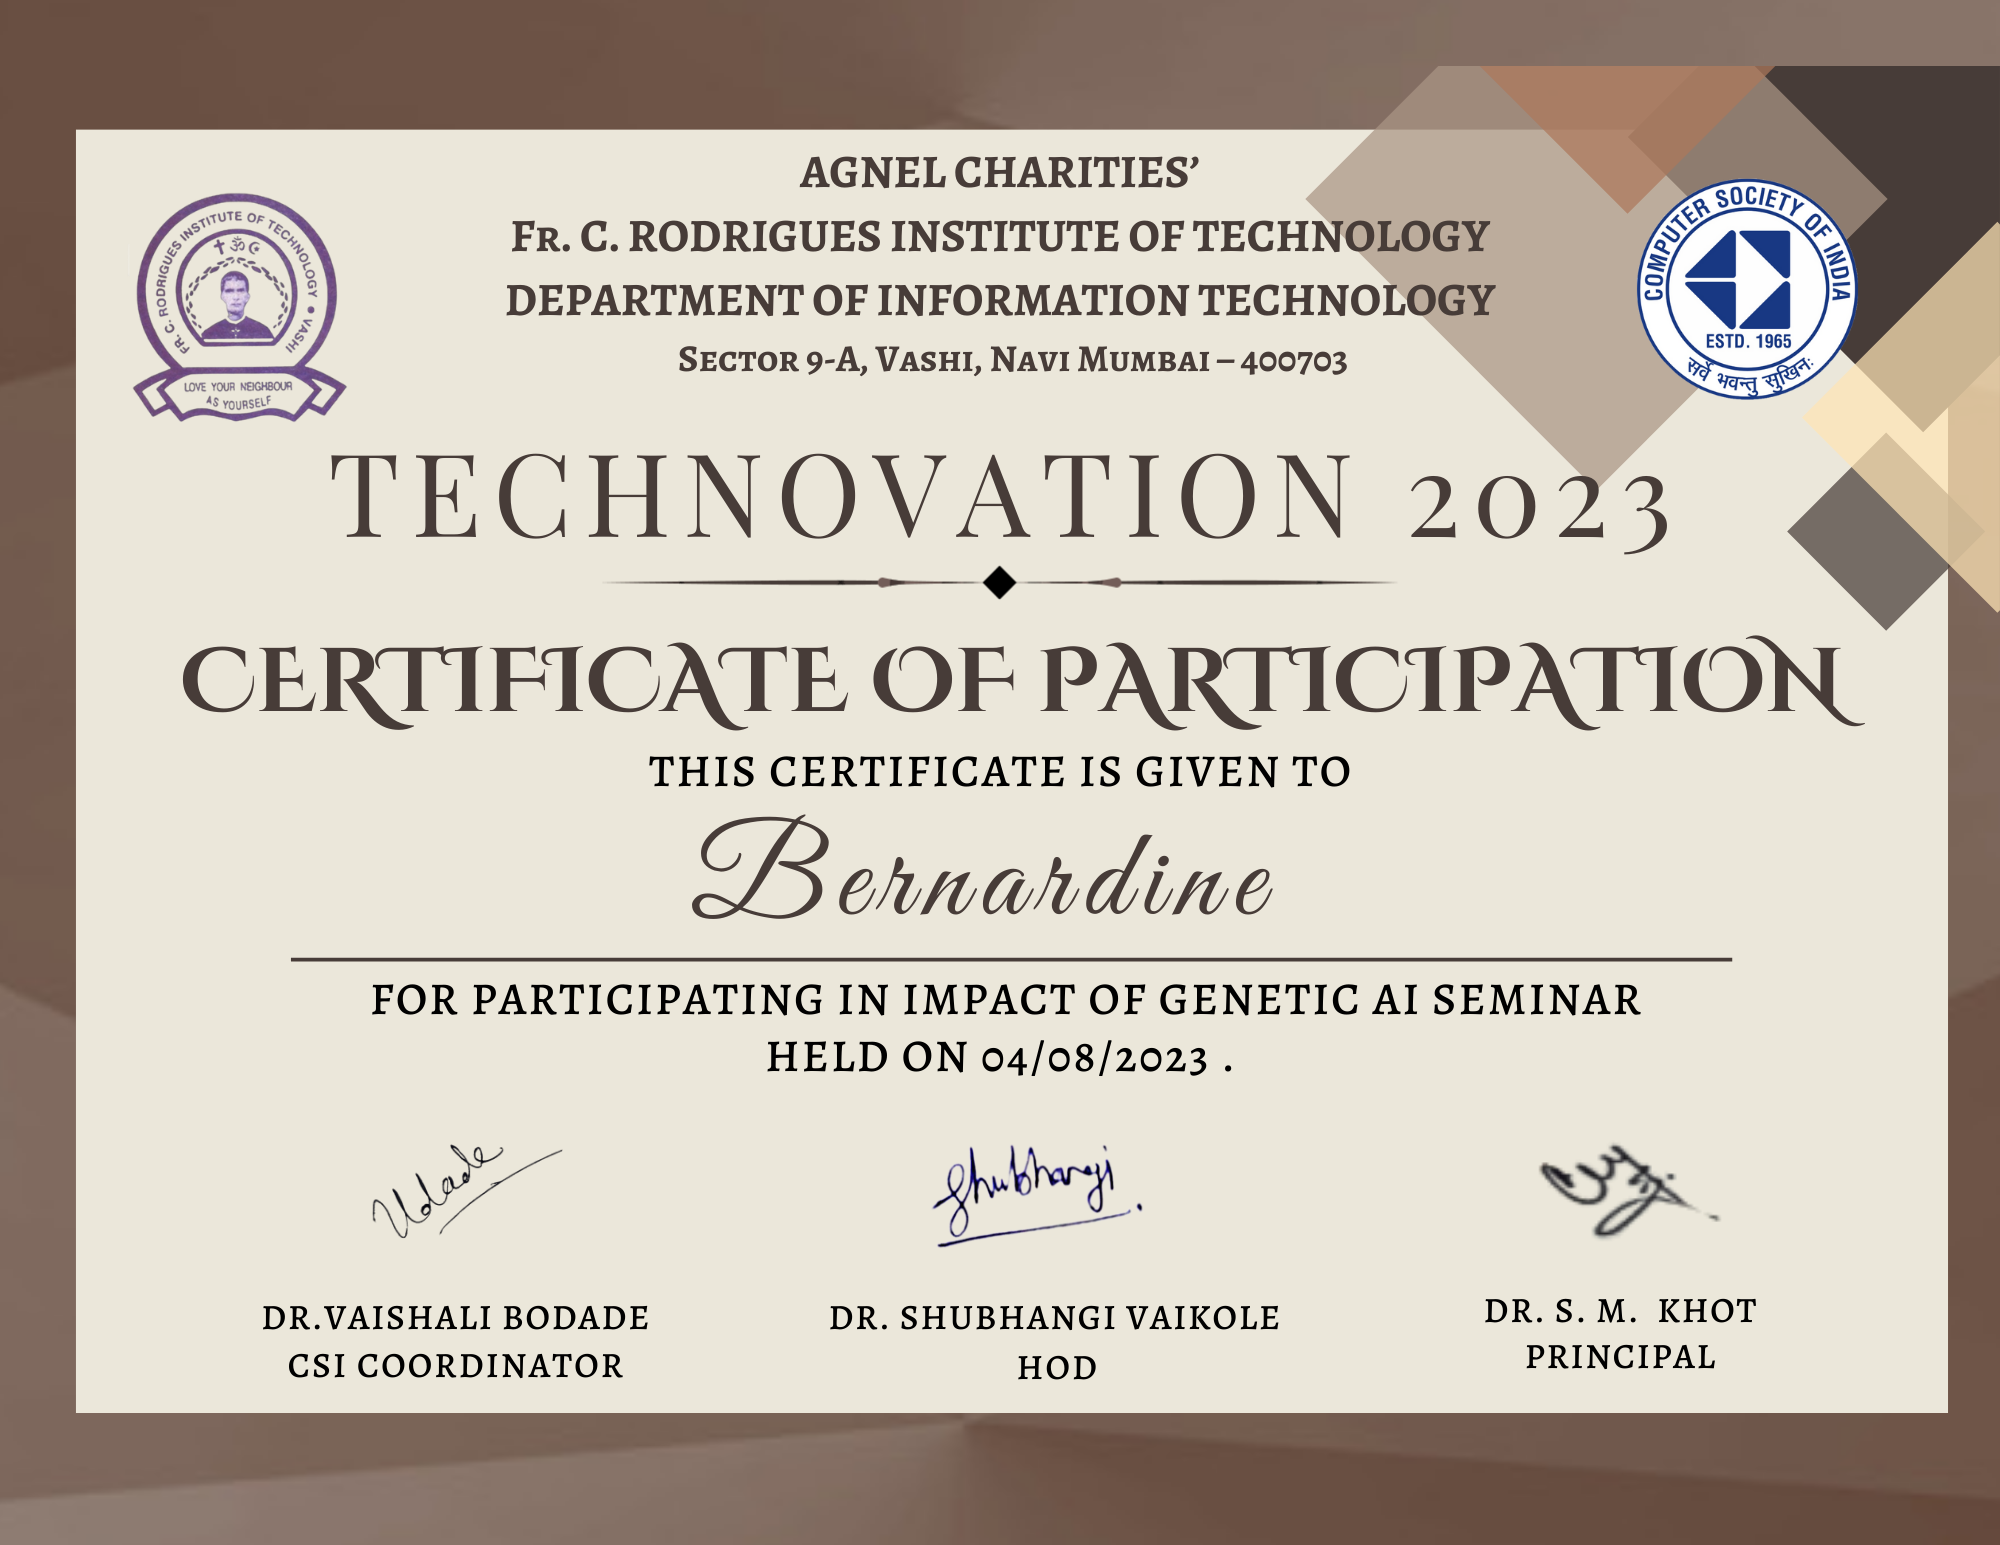 AGNEL CHARITIES’
FR. C. RODRIGUES INSTITUTE OF TECHNOLOGY
DEPARTMENT OF INFORMATION TECHNOLOGY
SECTOR 9-A, VASHI, NAVI MUMBAI – 400703
FR. C. RODRIGUES INSTITUTE OF TECHNOLOGY • VASHI
ॐ
LOVE YOUR NEIGHBOUR
AS YOURSELF
COMPUTER SOCIETY OF INDIA
ESTD. 1965
सर्वे भवन्तु सुखिनः
TECHNOVATION 2023
CERTIFICATE OF PARTICIPATION
THIS CERTIFICATE IS GIVEN TO
Bernardine
FOR PARTICIPATING IN IMPACT OF GENETIC AI SEMINAR
HELD ON 04/08/2023 .
Shubhangi
DR.VAISHALI BODADE
CSI COORDINATOR
DR. SHUBHANGI VAIKOLE
HOD
DR. S. M. KHOT
PRINCIPAL